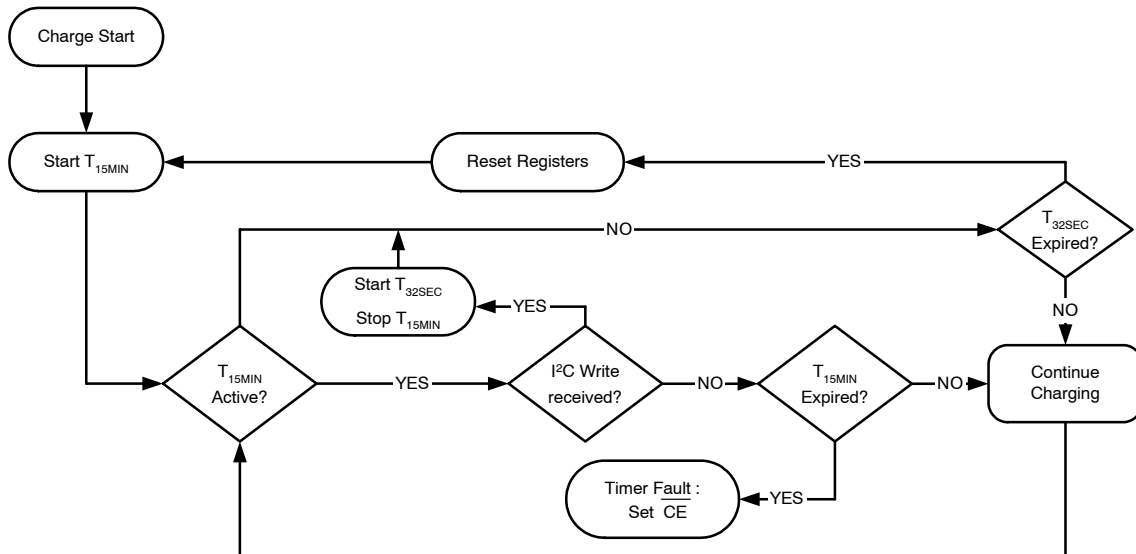 Charge Start
Start T15MIN
Reset Registers
YES
T32SEC
Expired?
NO
Start T32SEC
Stop T15MIN
YES
NO
T15MIN
Active?
YES
I²C Write
received?
NO
T15MIN
Expired?
NO
Continue
Charging
Timer Fault :
Set C̅E̅
YES